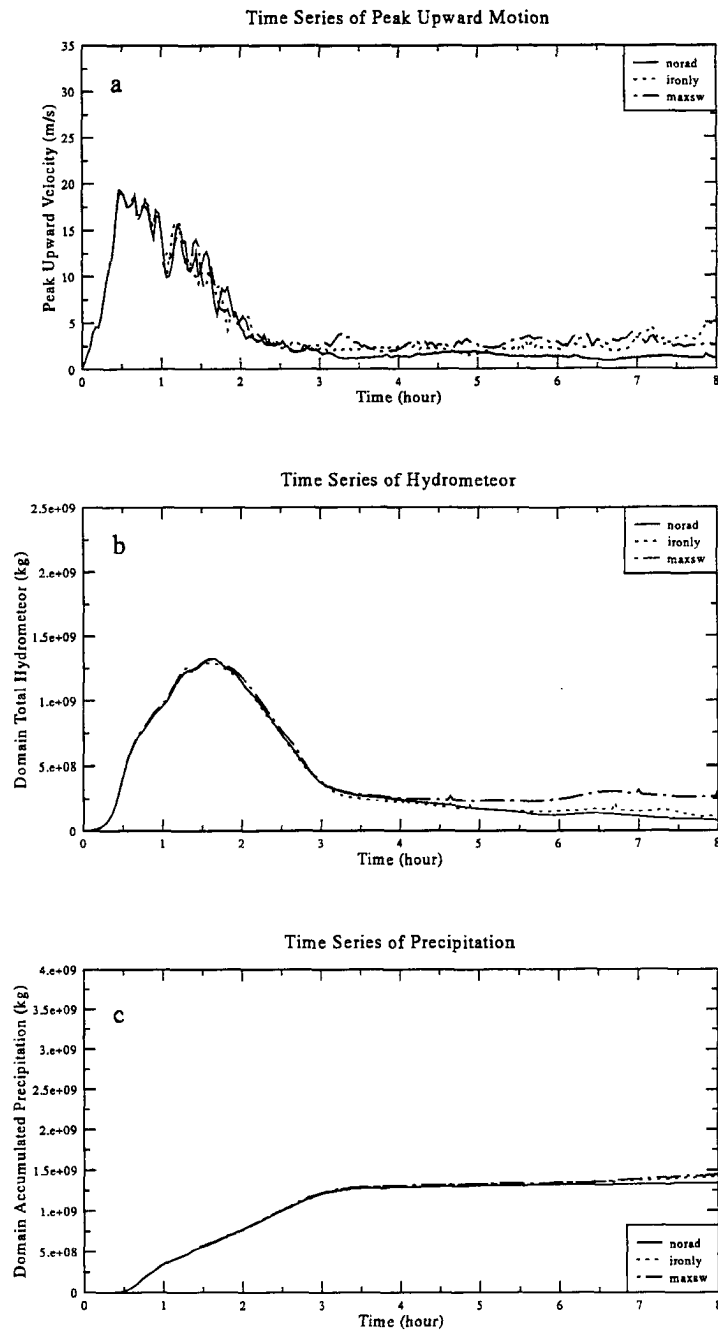 Time Series of Peak Upward Motion
a
norad
ironly
maxsw
Peak Upward Velocity (m/s)
35
30
25
20
15
10
5
0
0 1 2 3 4 5 6 7 8
Time (hour)
Time Series of Hydrometeor
b
norad
ironly
maxsw
Domain Total Hydrometeor (kg)
2.5e+09
2.e+09
1.5e+09
1.e+09
5.e+08
0
0 1 2 3 4 5 6 7 8
Time (hour)
Time Series of Precipitation
c
norad
ironly
maxsw
Domain Accumulated Precipitation (kg)
4.e+09
3.5e+09
3.e+09
2.5e+09
2.e+09
1.5e+09
1.e+09
5.e+08
0
0 1 2 3 4 5 6 7 8
Time (hour)